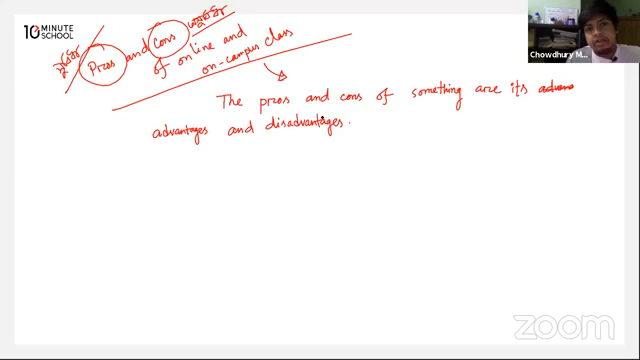 10 MINUTE SCHOOL
Pros and Cons
of online and
on-campus class
The pros and cons of something are its
advantages and disadvantages.
Chowdhury M...
zoom